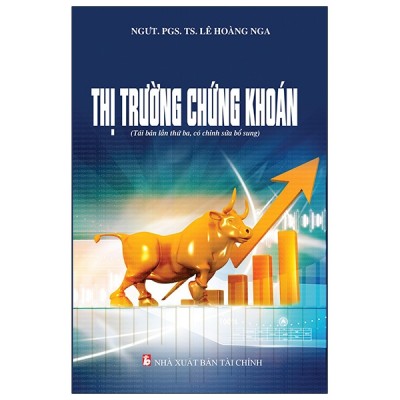 NGƯT. PGS. TS. LÊ HOÀNG NGA
THỊ TRƯỜNG CHỨNG KHOÁN
(Tái bản lần thứ ba, có chỉnh sửa bổ sung)
NHÀ XUẤT BẢN TÀI CHÍNH